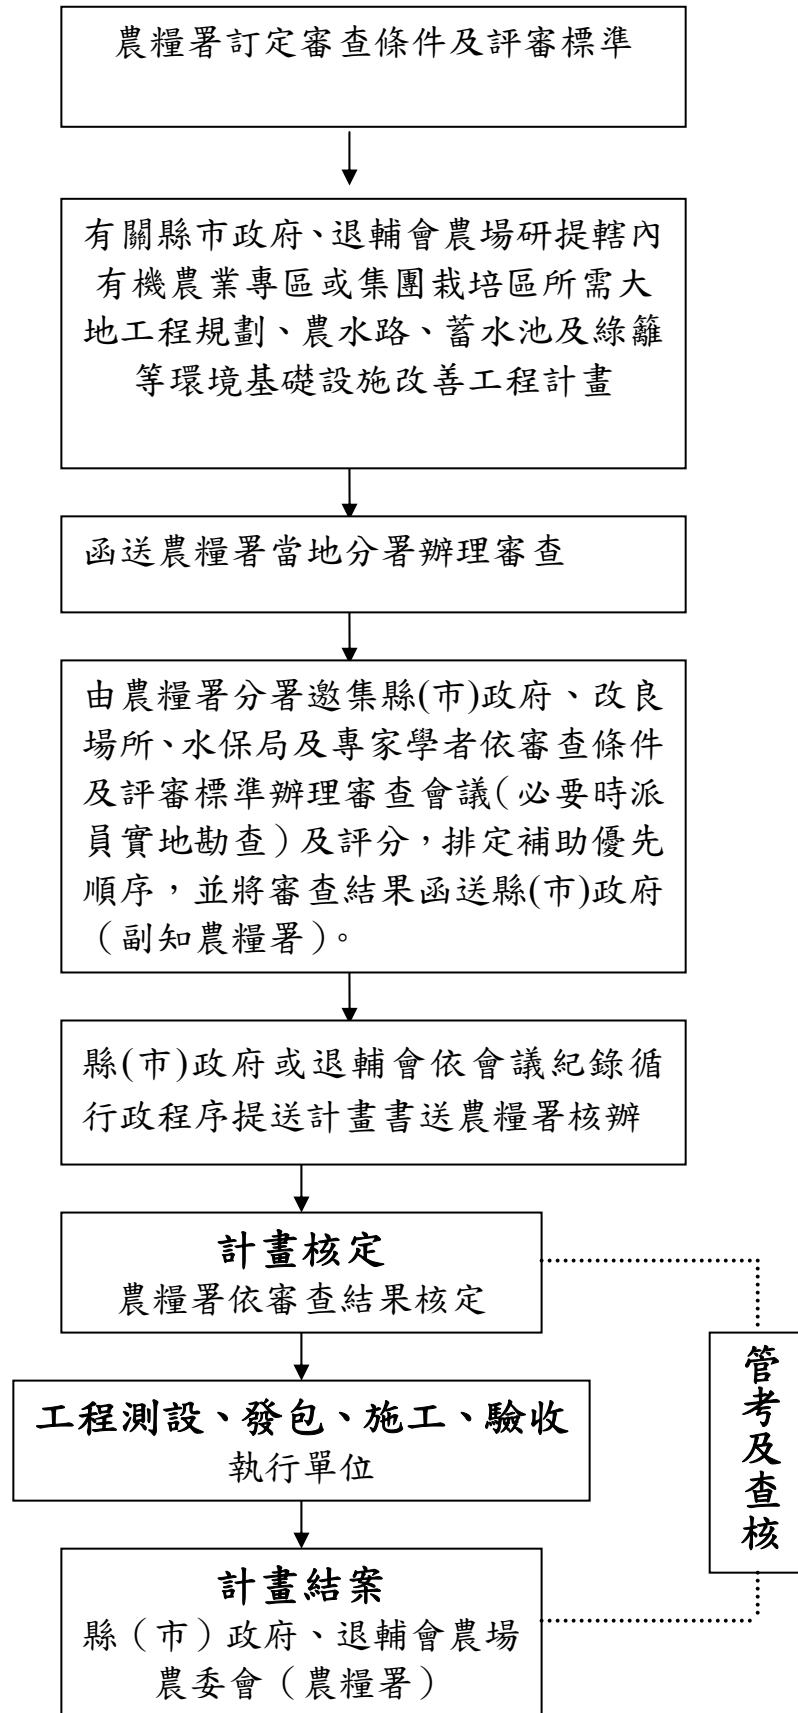 農糧署訂定審查條件及評審標準
有關縣市政府、退輔會農場研提轄內
有機農業專區或集團栽培區所需大
地工程規劃、農水路、蓄水池及綠籬
等環境基礎設施改善工程計畫
函送農糧署當地分署辦理審查
由農糧署分署邀集縣(市)政府、改良
場所、水保局及專家學者依審查條件
及評審標準辦理審查會議(必要時派
員實地勘查)及評分,排定補助優先
順序,並將審查結果函送縣(市)政府
(副知農糧署)。
縣(市)政府或退輔會依會議紀錄循
行政程序提送計畫書送農糧署核辦
計畫核定
農糧署依審查結果核定
工程測設、發包、施工、驗收
執行單位
管考及查核
計畫結案
縣(市)政府、退輔會農場
農委會(農糧署)